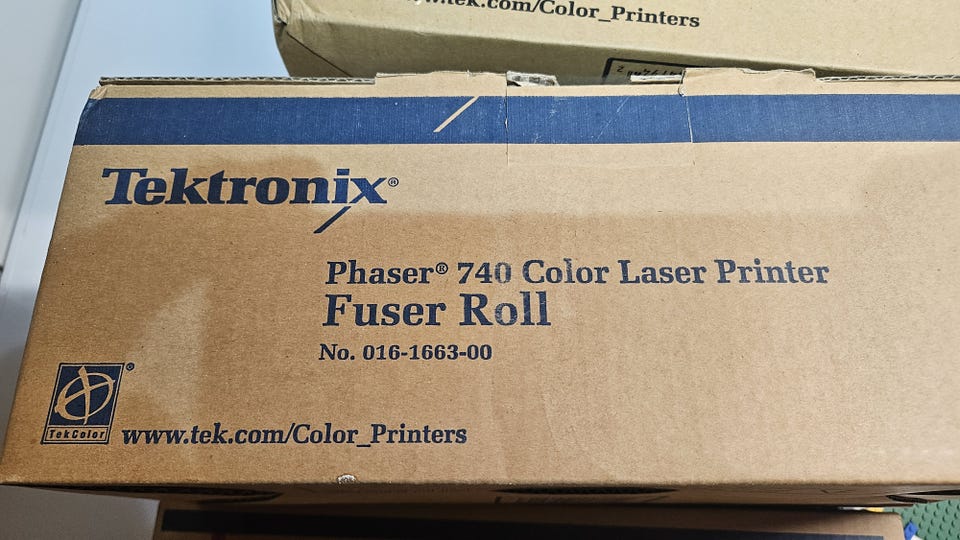 .tek.com/Color_Printers
Tektronix®
Phaser® 740 Color Laser Printer
Fuser Roll
No. 016-1663-00
TekColor ®
www.tek.com/Color_Printers